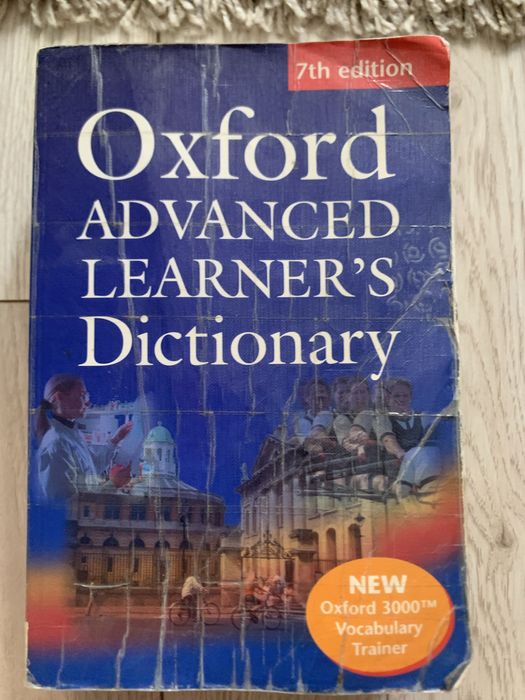 7th edition
Oxford
ADVANCED
LEARNER'S
Dictionary
NEW
Oxford 3000™
Vocabulary
Trainer